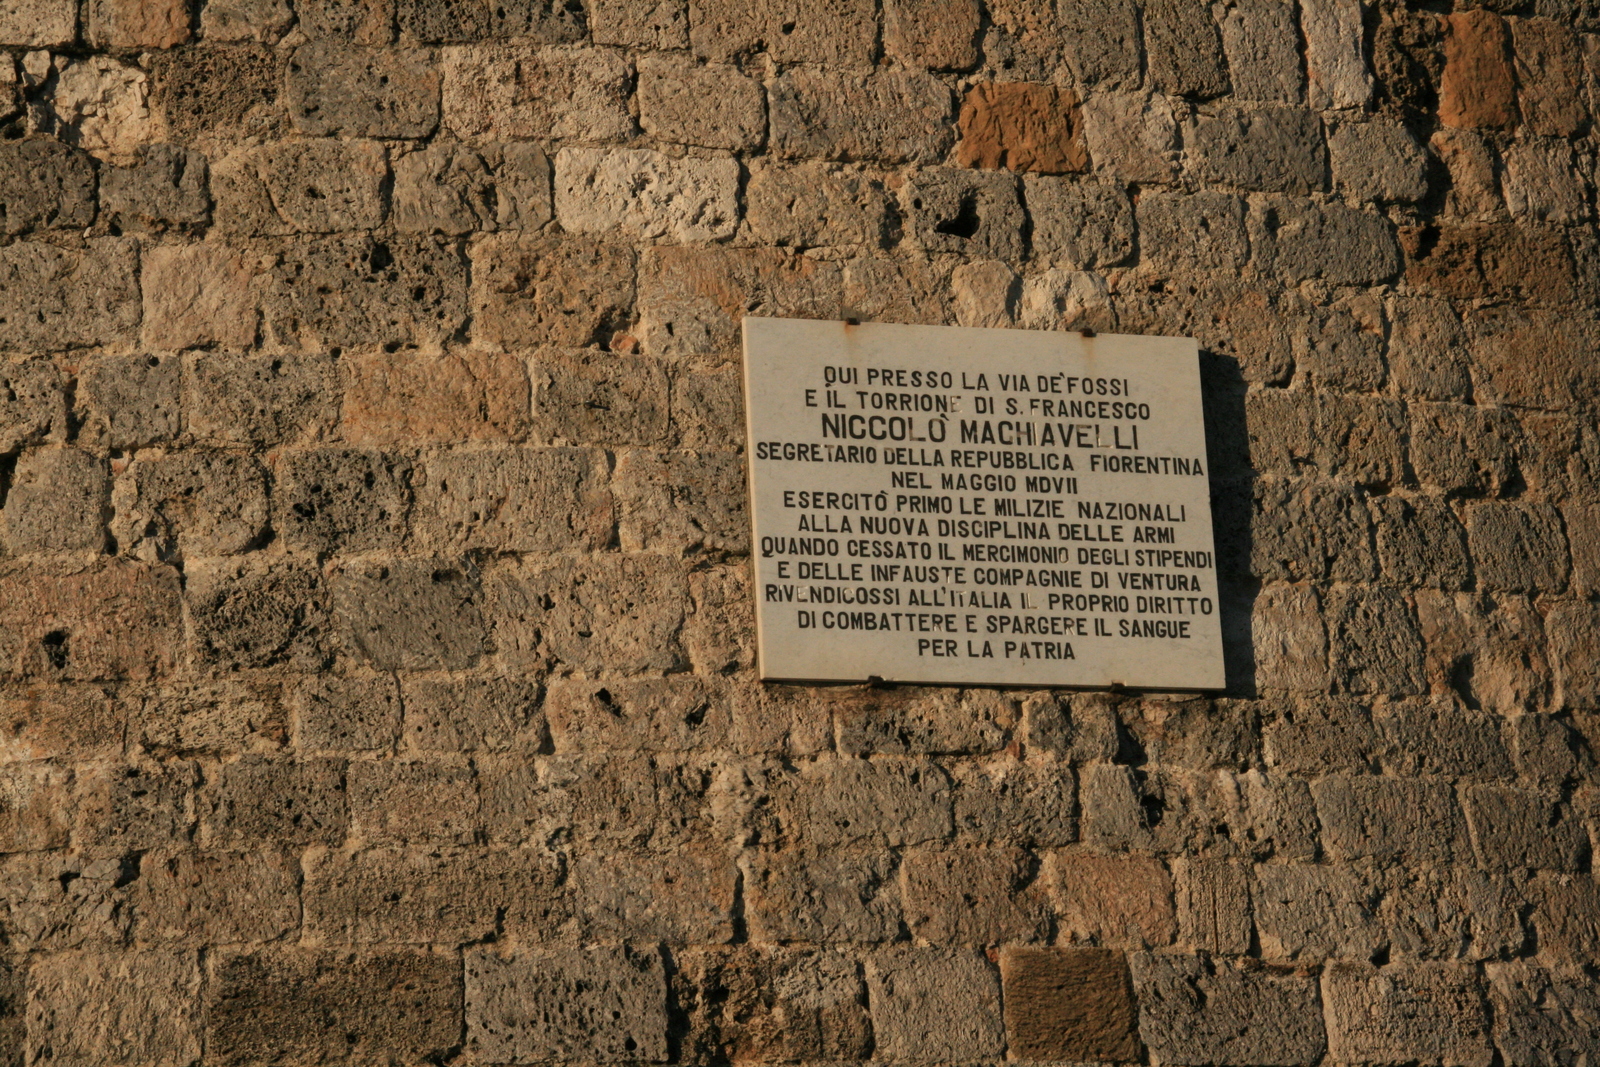 QUI PRESSO LA VIA DE' FOSSI
E IL TORRIONE DI S. FRANCESCO
NICCOLÒ MACHIAVELLI
SEGRETARIO DELLA REPUBBLICA FIORENTINA
NEL MAGGIO MDVII
ESERCITÒ PRIMO LE MILIZIE NAZIONALI
ALLA NUOVA DISCIPLINA DELLE ARMI
QUANDO CESSATO IL MERCIMONIO DEGLI STIPENDI
E DELLE INFAUSTE COMPAGNIE DI VENTURA
RIVENDICOSSI ALL'ITALIA IL PROPRIO DIRITTO
DI COMBATTERE E SPARGERE IL SANGUE
PER LA PATRIA